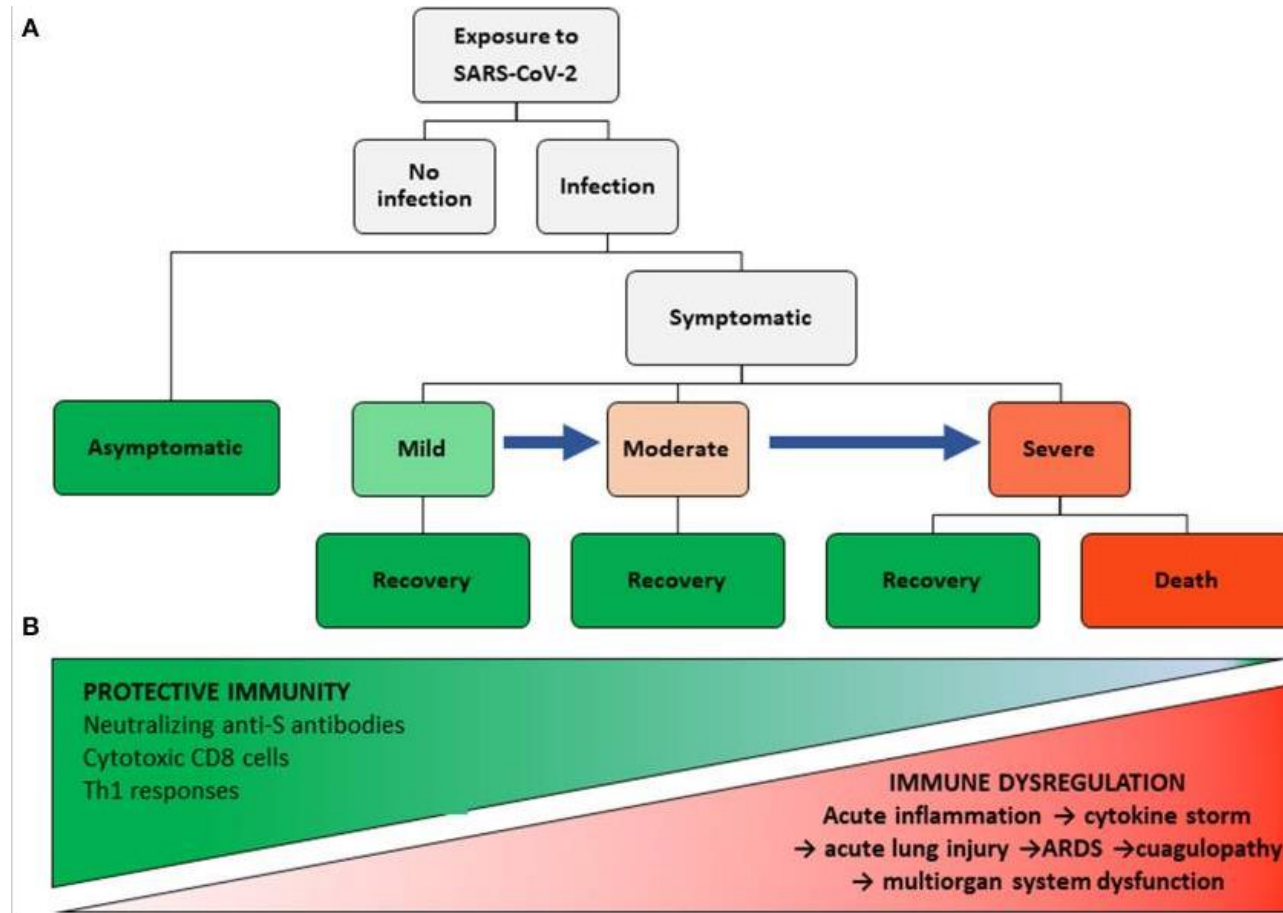 A
Exposure to
SARS-CoV-2
No
infection
Infection
Symptomatic
Asymptomatic
Mild
Moderate
Severe
Recovery
Recovery
Recovery
Death
B
PROTECTIVE IMMUNITY
Neutralizing anti-S antibodies
Cytotoxic CD8 cells
Th1 responses
IMMUNE DYSREGULATION
Acute inflammation → cytokine storm
→ acute lung injury →ARDS →cuagulopathy
→ multiorgan system dysfunction